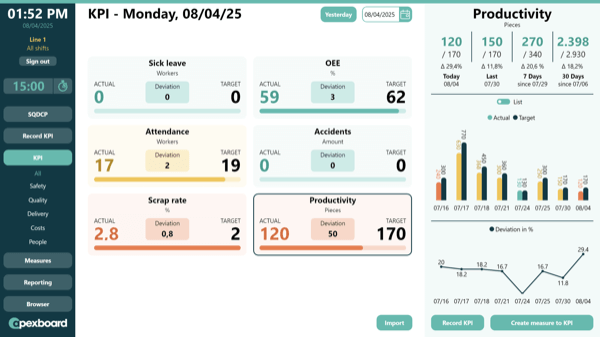 01:52 PM
08/04/2025
Line 1
All shifts
Sign out
15:00
SQDCP
Record KPI
KPI
All
Safety
Quality
Delivery
Costs
People
Measures
Reporting
Browser
apexboard
KPI - Monday, 08/04/25
Yesterday
08/04/2025
Sick leave
Workers
ACTUAL
0
Deviation
0
TARGET
0
OEE
%
59
Deviation
3
62
Attendance
Workers
ACTUAL
17
Deviation
2
TARGET
19
Accidents
Amount
ACTUAL
0
Deviation
0
TARGET
0
Scrap rate
%
ACTUAL
2.8
Deviation
0,8
TARGET
2
Productivity
Pieces
ACTUAL
120
Deviation
50
TARGET
170
Import
Productivity
Pieces
120 150 270 2.398
/ 170 / 170 / 340 / 2.930
Δ 29,4% Δ 11,8% Δ 20,6 % Δ 18,2%
Today Last 7 Days 30 Days
08/04 07/30 since 07/29 since 07/06
List
Actual Target
300
770
450
360
130
300
170
170
07/16 07/17 07/18 07/21 07/24 07/25 07/30 08/04
Deviation in %
20 18.2 18.2 16.7 16.7 11.8 29.4
07/16 07/17 07/18 07/21 07/24 07/25 07/30 08/04
Record KPI
Create measure to KPI